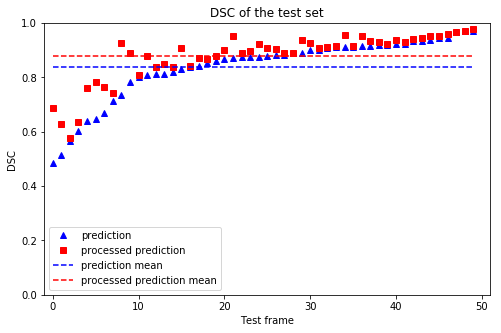 DSC of the test set
1.0
0.8
0.6
0.4
0.2
0.0
DSC
prediction
processed prediction
prediction mean
processed prediction mean
0
10
20
30
40
50
Test frame